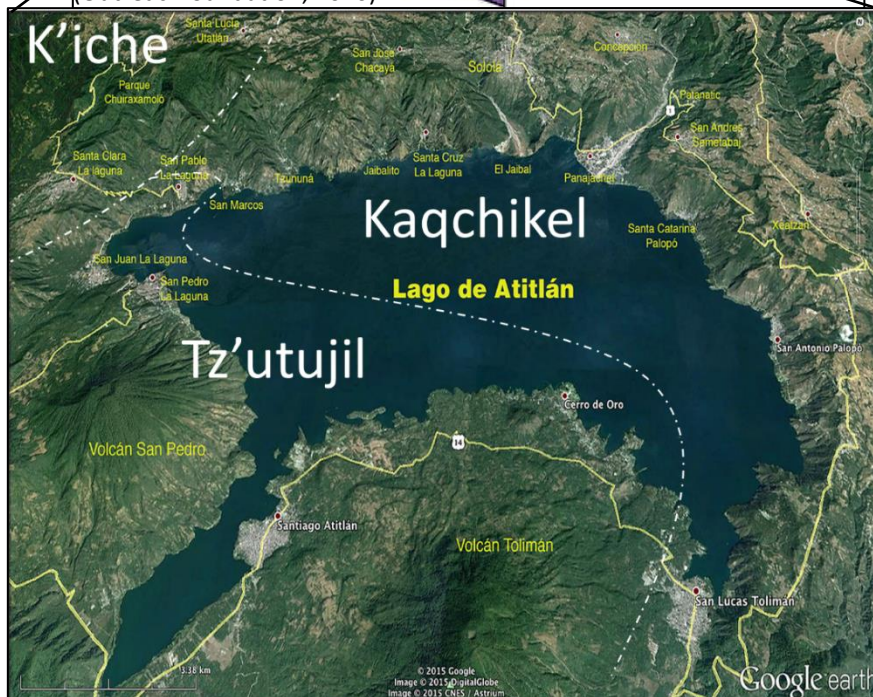 K'iche
Santa Lucía
Utatlán
San José
Chacayá
Sololá
Concepción
Parque
Chuiraxamoló
Patanatic
1
San Andrés
Semetabaj
Santa Clara
La laguna
San Pablo
La Laguna
Tzununá
Jaibalito
Santa Cruz
La Laguna
El Jaibal
Panajachel
San Marcos
Kaqchikel
Santa Catarina
Palopó
San Juan La Laguna
San Pedro
La Laguna
Lago de Atitlán
Tz'utujil
San Antonio Palopó
Cerro de Oro
Volcán San Pedro
14
Santiago Atitlán
Volcán Tolimán
San Lucas Tolimán
3.38 km
© 2015 Google
Image © 2015 DigitalGlobe
Image © 2015 CNES / Astrium
Google earth